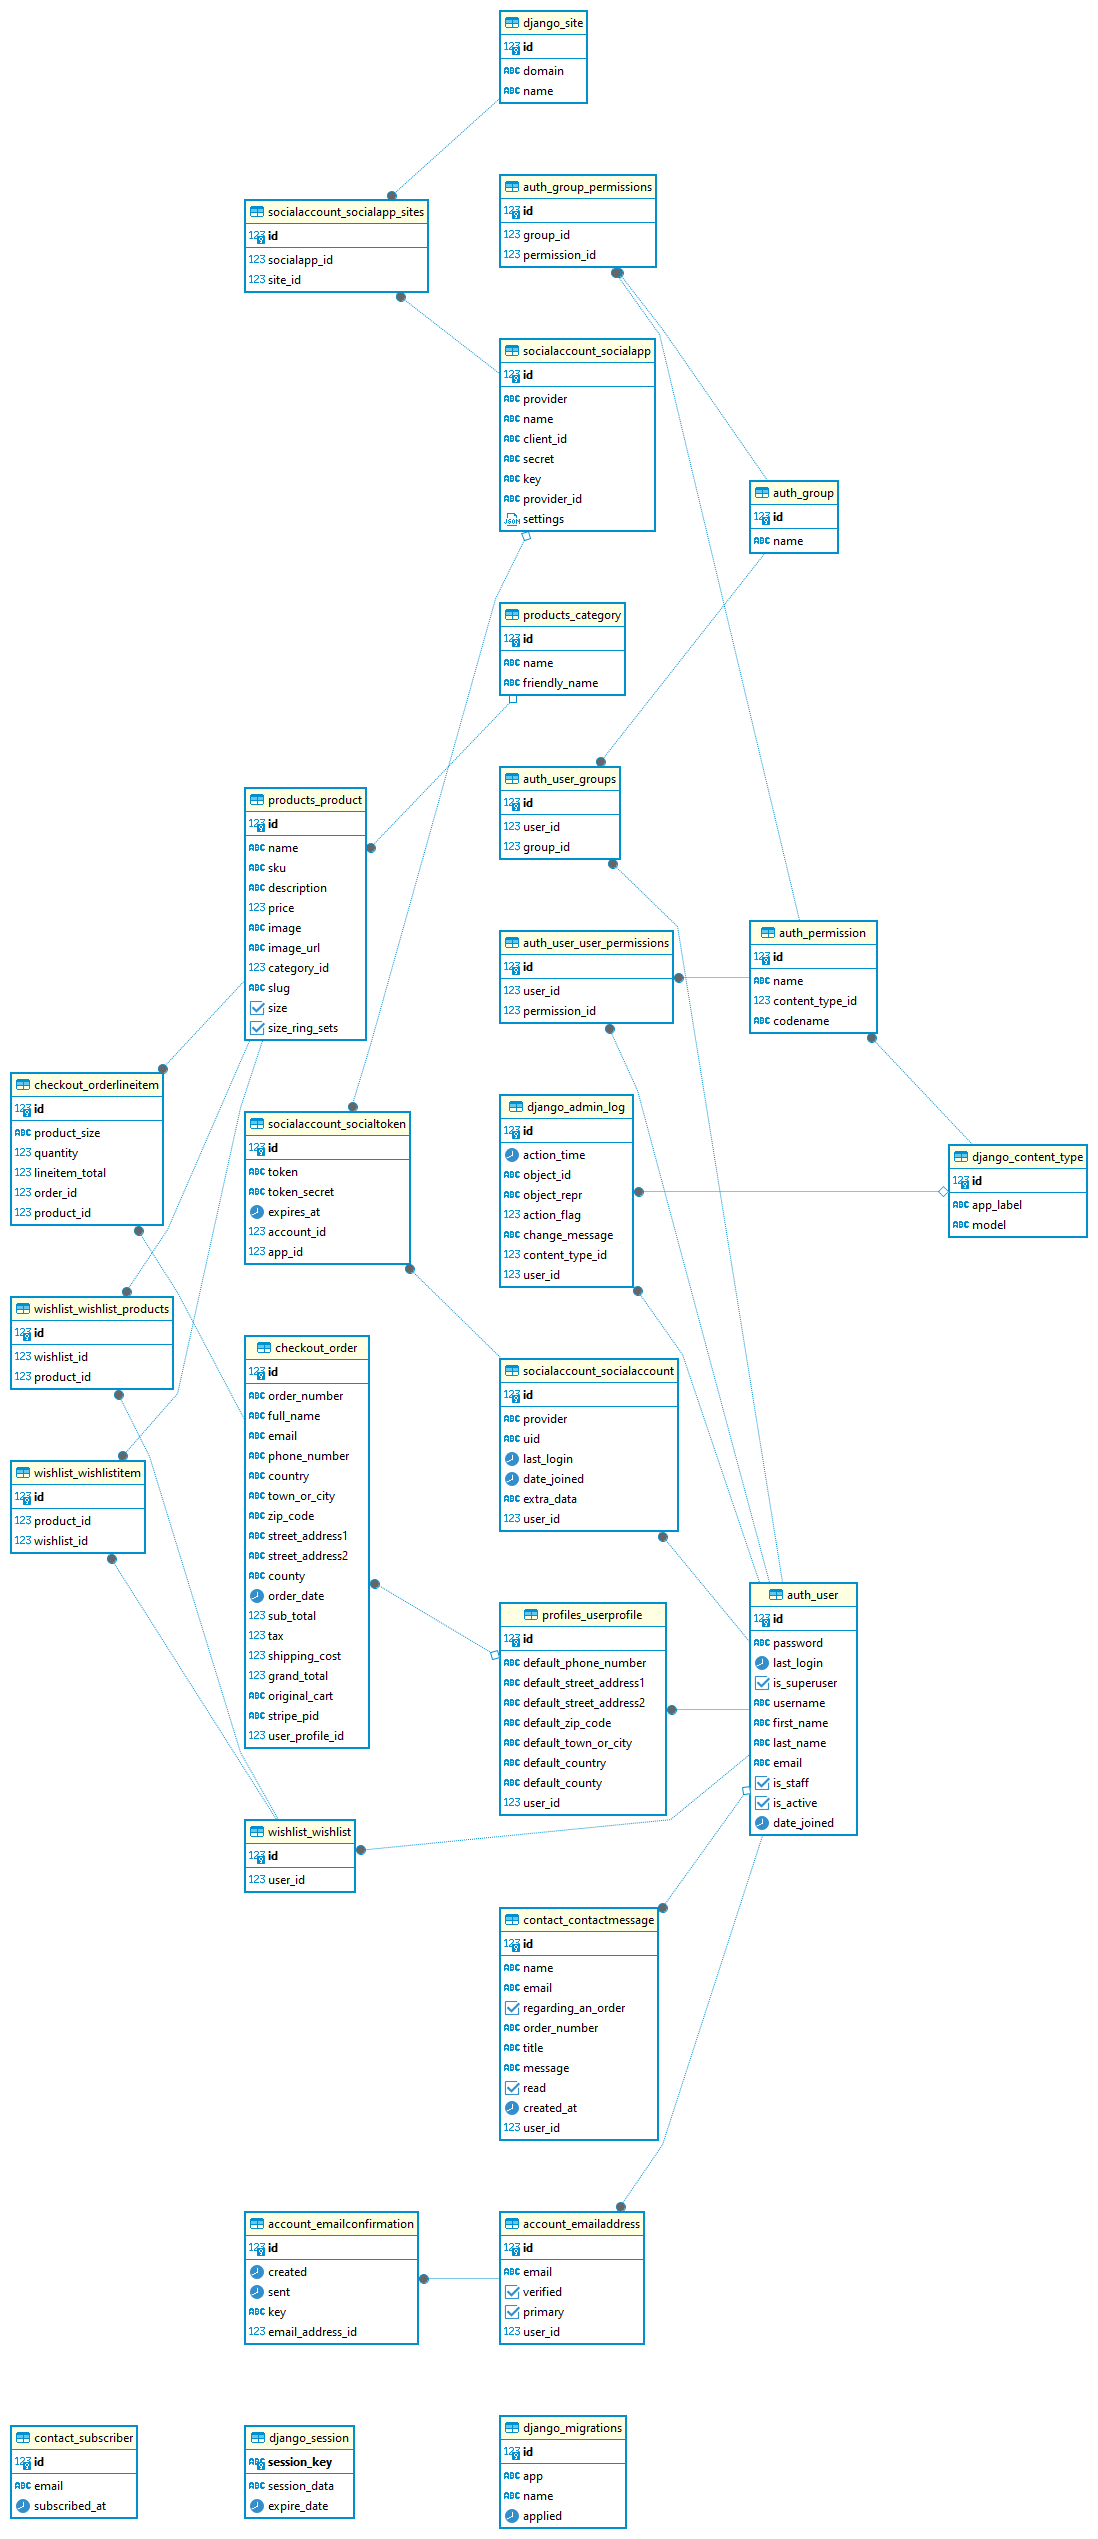 django_site
id
domain
name
auth_group_permissions
id
group_id
permission_id
socialaccount_socialapp_sites
id
socialapp_id
site_id
socialaccount_socialapp
id
provider
name
client_id
secret
key
provider_id
settings
auth_group
id
name
products_category
id
name
friendly_name
auth_user_groups
id
user_id
group_id
products_product
id
name
sku
description
price
image
image_url
category_id
slug
size
size_ring_sets
auth_user_user_permissions
id
user_id
permission_id
auth_permission
id
name
content_type_id
codename
checkout_orderlineitem
id
product_size
quantity
lineitem_total
order_id
product_id
socialaccount_socialtoken
id
token
token_secret
expires_at
account_id
app_id
django_admin_log
id
action_time
object_id
object_repr
action_flag
change_message
content_type_id
user_id
django_content_type
id
app_label
model
wishlist_wishlist_products
id
wishlist_id
product_id
checkout_order
id
order_number
full_name
email
phone_number
country
town_or_city
zip_code
street_address1
street_address2
county
order_date
sub_total
tax
shipping_cost
grand_total
original_cart
stripe_pid
user_profile_id
socialaccount_socialaccount
id
provider
uid
last_login
date_joined
extra_data
user_id
wishlist_wishlistitem
id
product_id
wishlist_id
profiles_userprofile
id
default_phone_number
default_street_address1
default_street_address2
default_zip_code
default_town_or_city
default_country
default_county
user_id
auth_user
id
password
last_login
is_superuser
username
first_name
last_name
email
is_staff
is_active
date_joined
wishlist_wishlist
id
user_id
contact_contactmessage
id
name
email
regarding_an_order
order_number
title
message
read
created_at
user_id
account_emailconfirmation
id
created
sent
key
email_address_id
account_emailaddress
id
email
verified
primary
user_id
contact_subscriber
id
email
subscribed_at
django_session
session_key
session_data
expire_date
django_migrations
id
app
name
applied